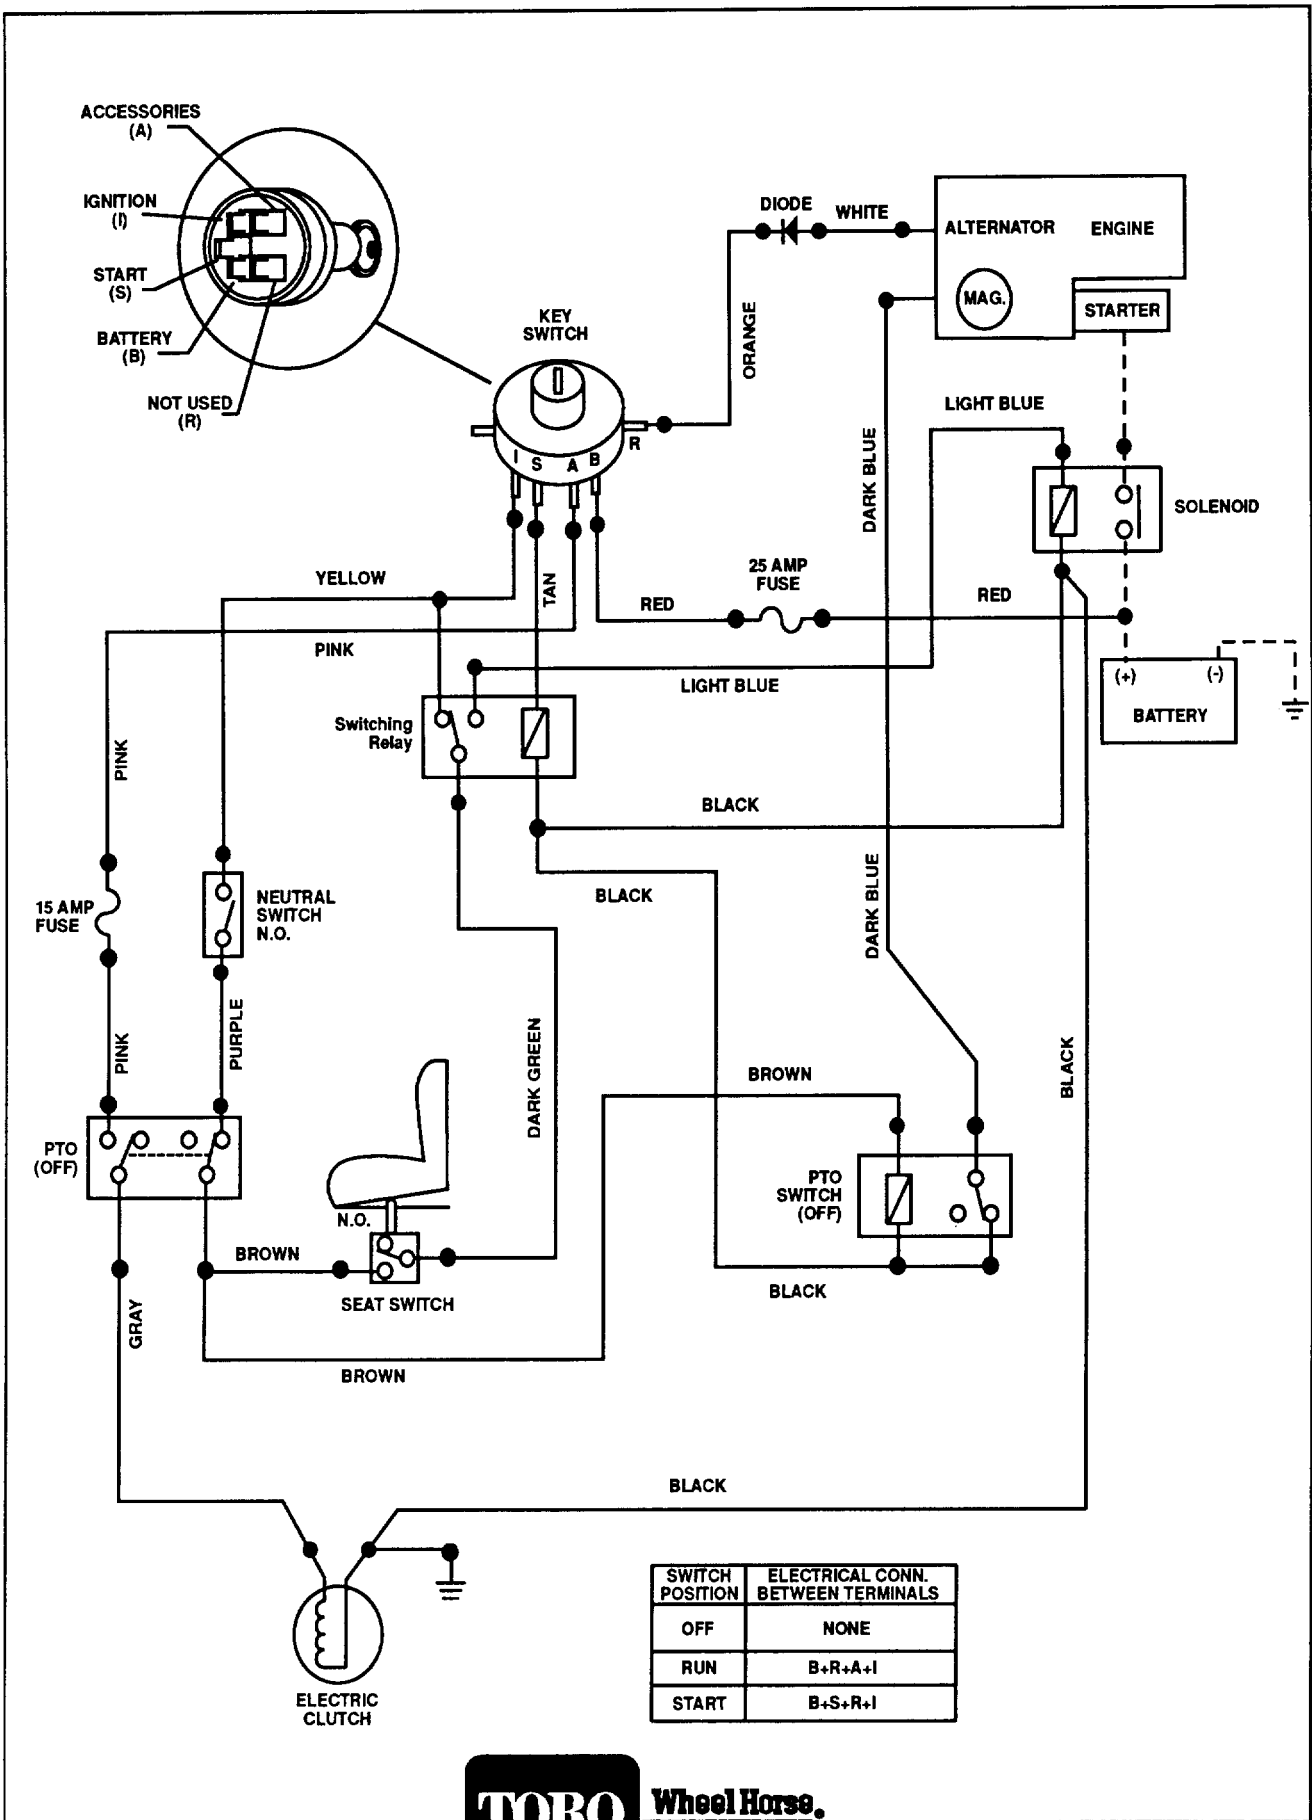 ACCESSORIES
(A)
IGNITION
(I)
START
(S)
BATTERY
(B)
NOT USED
(R)
KEY
SWITCH
I
S
A
B
R
DIODE
WHITE
ORANGE
ALTERNATOR
ENGINE
MAG.
STARTER
LIGHT BLUE
DARK BLUE
SOLENOID
YELLOW
TAN
25 AMP
FUSE
RED
RED
PINK
LIGHT BLUE
(+)
(-)
BATTERY
Switching
Relay
PINK
BLACK
BLACK
15 AMP
FUSE
NEUTRAL
SWITCH
N.O.
DARK BLUE
PINK
PURPLE
DARK GREEN
BROWN
BLACK
PTO
(OFF)
N.O.
PTO
SWITCH
(OFF)
BROWN
SEAT SWITCH
BLACK
GRAY
BROWN
BLACK
ELECTRIC
CLUTCH
SWITCH
POSITION
ELECTRICAL CONN.
BETWEEN TERMINALS
OFF
NONE
RUN
B+R+A+I
START
B+S+R+I
TORO
Wheel Horse.